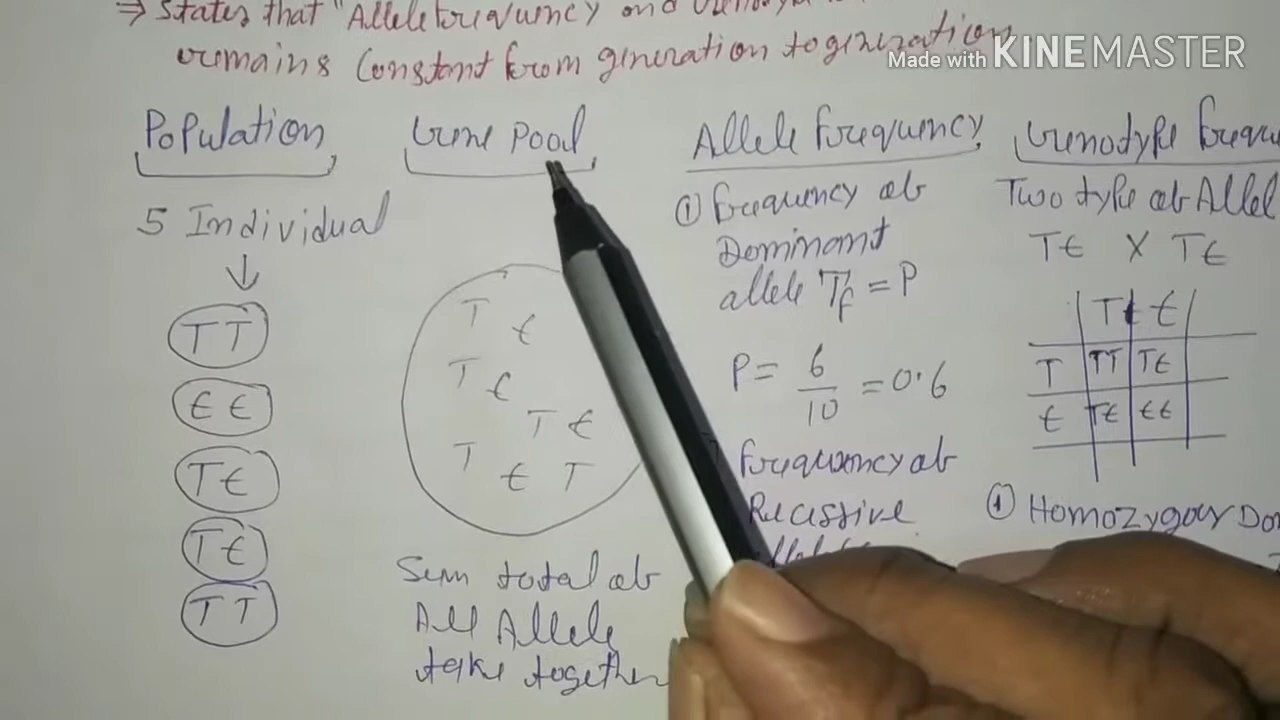 ⇒ States that "Allele frequency and
remains Constant from generation to generation
Made with KINEMASTER
Population
Gene Pool
Allele frequency
Genotype frequ
5 Individual
↓
TT
tt
Tt
Tt
TT
T t
T t
T t
T t T
Sum total of
All Allele
take together
① frequency of
Dominant
allele Tf = P
P = 6/10 = 0.6
frequency of
Recessive
Two type of Allel
Tt X Tt
T t
T TT Tt
t Tt tt
① Homozygous Do